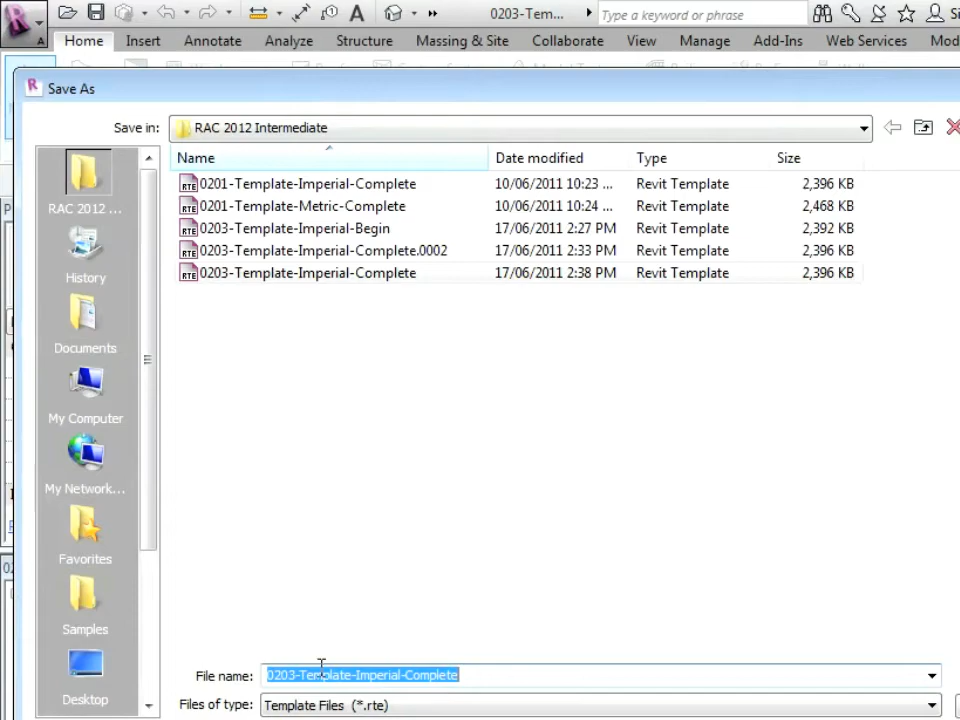 0203-Tem...
Type a keyword or phrase
Si
Home Insert Annotate Analyze Structure Massing & Site Collaborate View Manage Add-Ins Web Services Mod
Save As
Save in: RAC 2012 Intermediate
Name Date modified Type Size
0201-Template-Imperial-Complete 10/06/2011 10:23 ... Revit Template 2,396 KB
0201-Template-Metric-Complete 10/06/2011 10:24 ... Revit Template 2,468 KB
0203-Template-Imperial-Begin 17/06/2011 2:27 PM Revit Template 2,392 KB
0203-Template-Imperial-Complete.0002 17/06/2011 2:33 PM Revit Template 2,396 KB
0203-Template-Imperial-Complete 17/06/2011 2:38 PM Revit Template 2,396 KB
RAC 2012 ...
History
Documents
My Computer
My Network...
Favorites
Samples
Desktop
File name: 0203-Template-Imperial-Complete
Files of type: Template Files (*.rte)